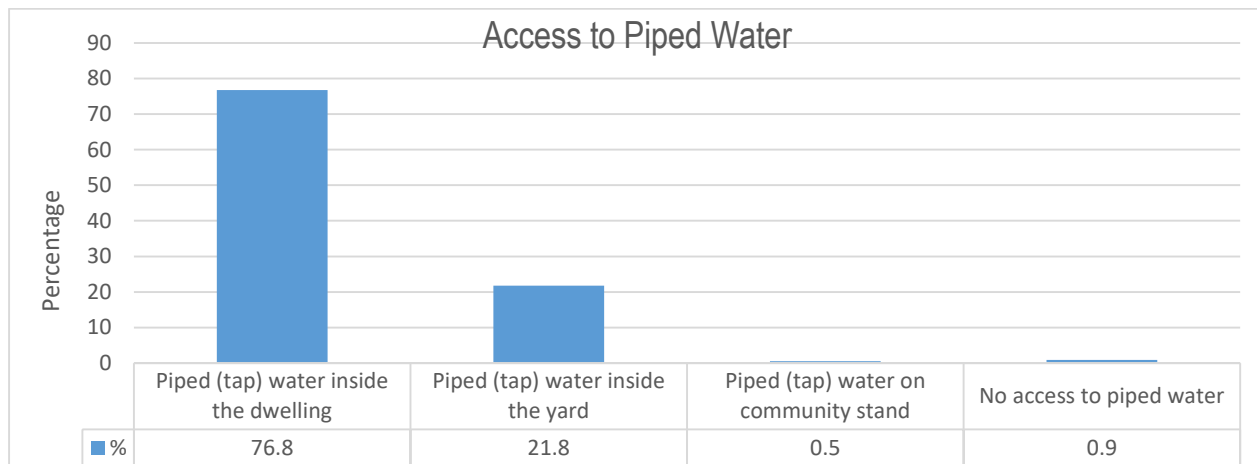 Access to Piped Water
Percentage
90
80
70
60
50
40
30
20
10
0
Piped (tap) water inside
the dwelling
Piped (tap) water inside
the yard
Piped (tap) water on
community stand
No access to piped water
% 76.8 21.8 0.5 0.9